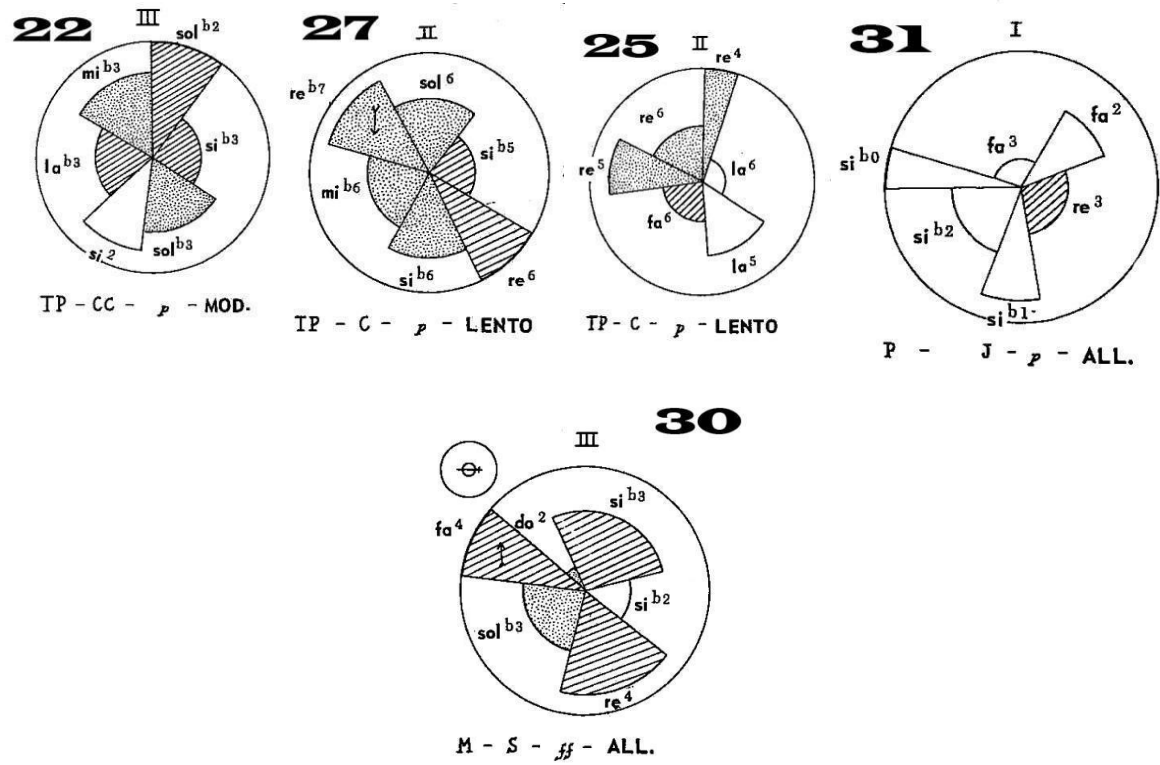 22 III
sol b2
mi b3
si b3
la b3
si 2
sol b3
TP - CC - p - MOD.
27 II
re b7
sol 6
si b5
mi b6
si b6
re 6
TP - C - p - LENTO
25 II
re 4
re 6
la 6
re 5
fa 6
la 5
TP - C - p - LENTO
31 I
fa 2
fa 3
si b0
re 3
si b2
si b1
P - J - p - ALL.
30
III
si b3
fa 4
do 2
si b2
sol b3
re 4
M - S - ff - ALL.